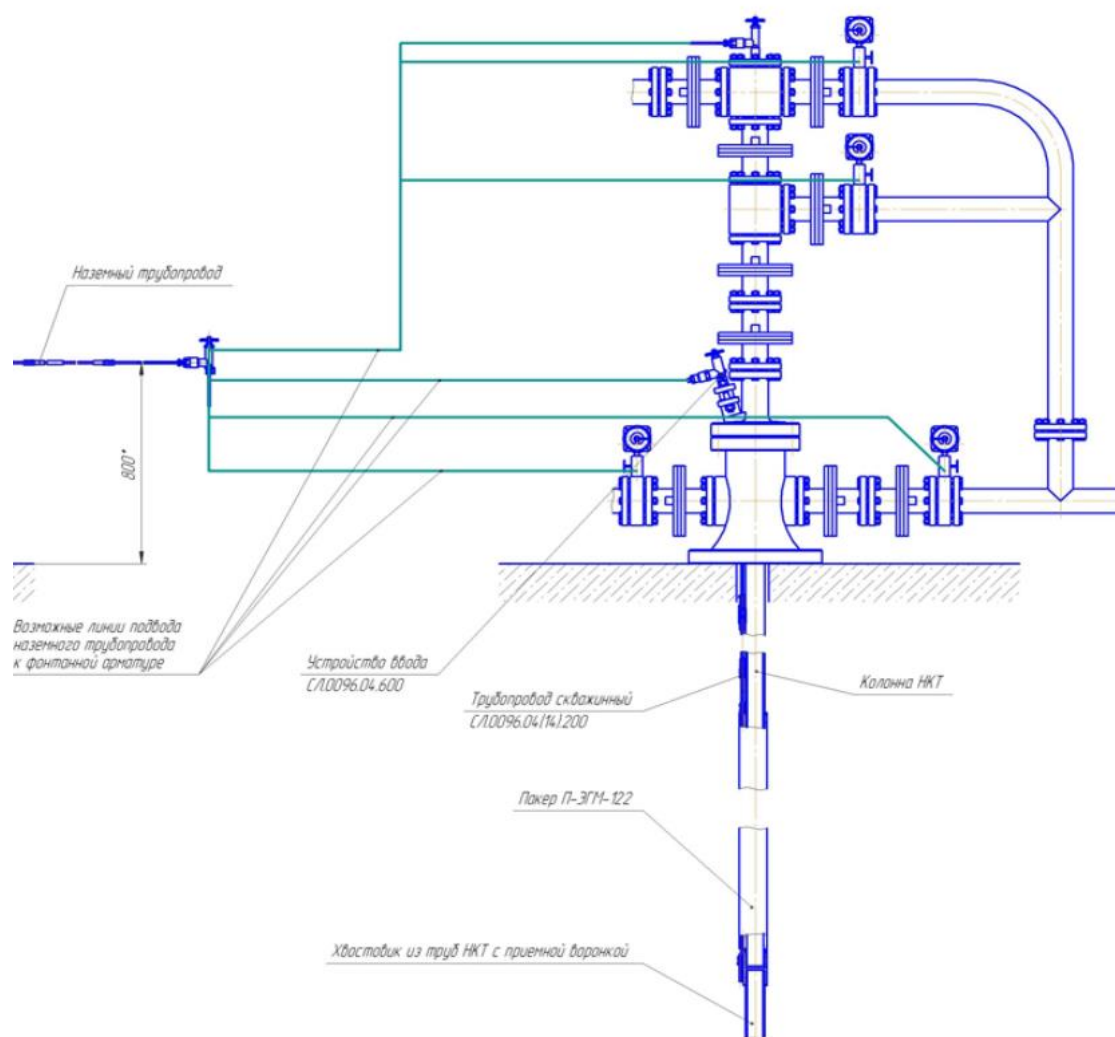 Наземный трубопровод
800*
Возможные линии подвода
наземного трубопровода
к фонтанной арматуре
Устройство ввода
СЛ.0096.04.600
Трубопровод скважинный
СЛ.0096.04(14).200
Колонна НКТ
Пакер П-ЭГМ-122
Хвостовик из труб НКТ с приемной воронкой